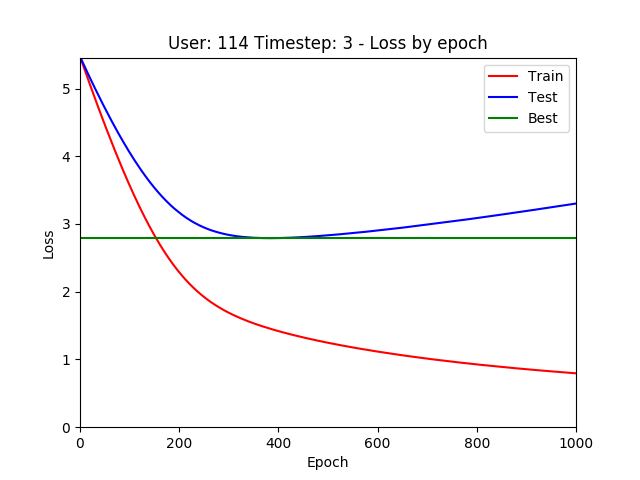 User: 114 Timestep: 3 - Loss by epoch
Train
Test
Best
5
4
3
2
1
0
Loss
0 200 400 600 800 1000
Epoch